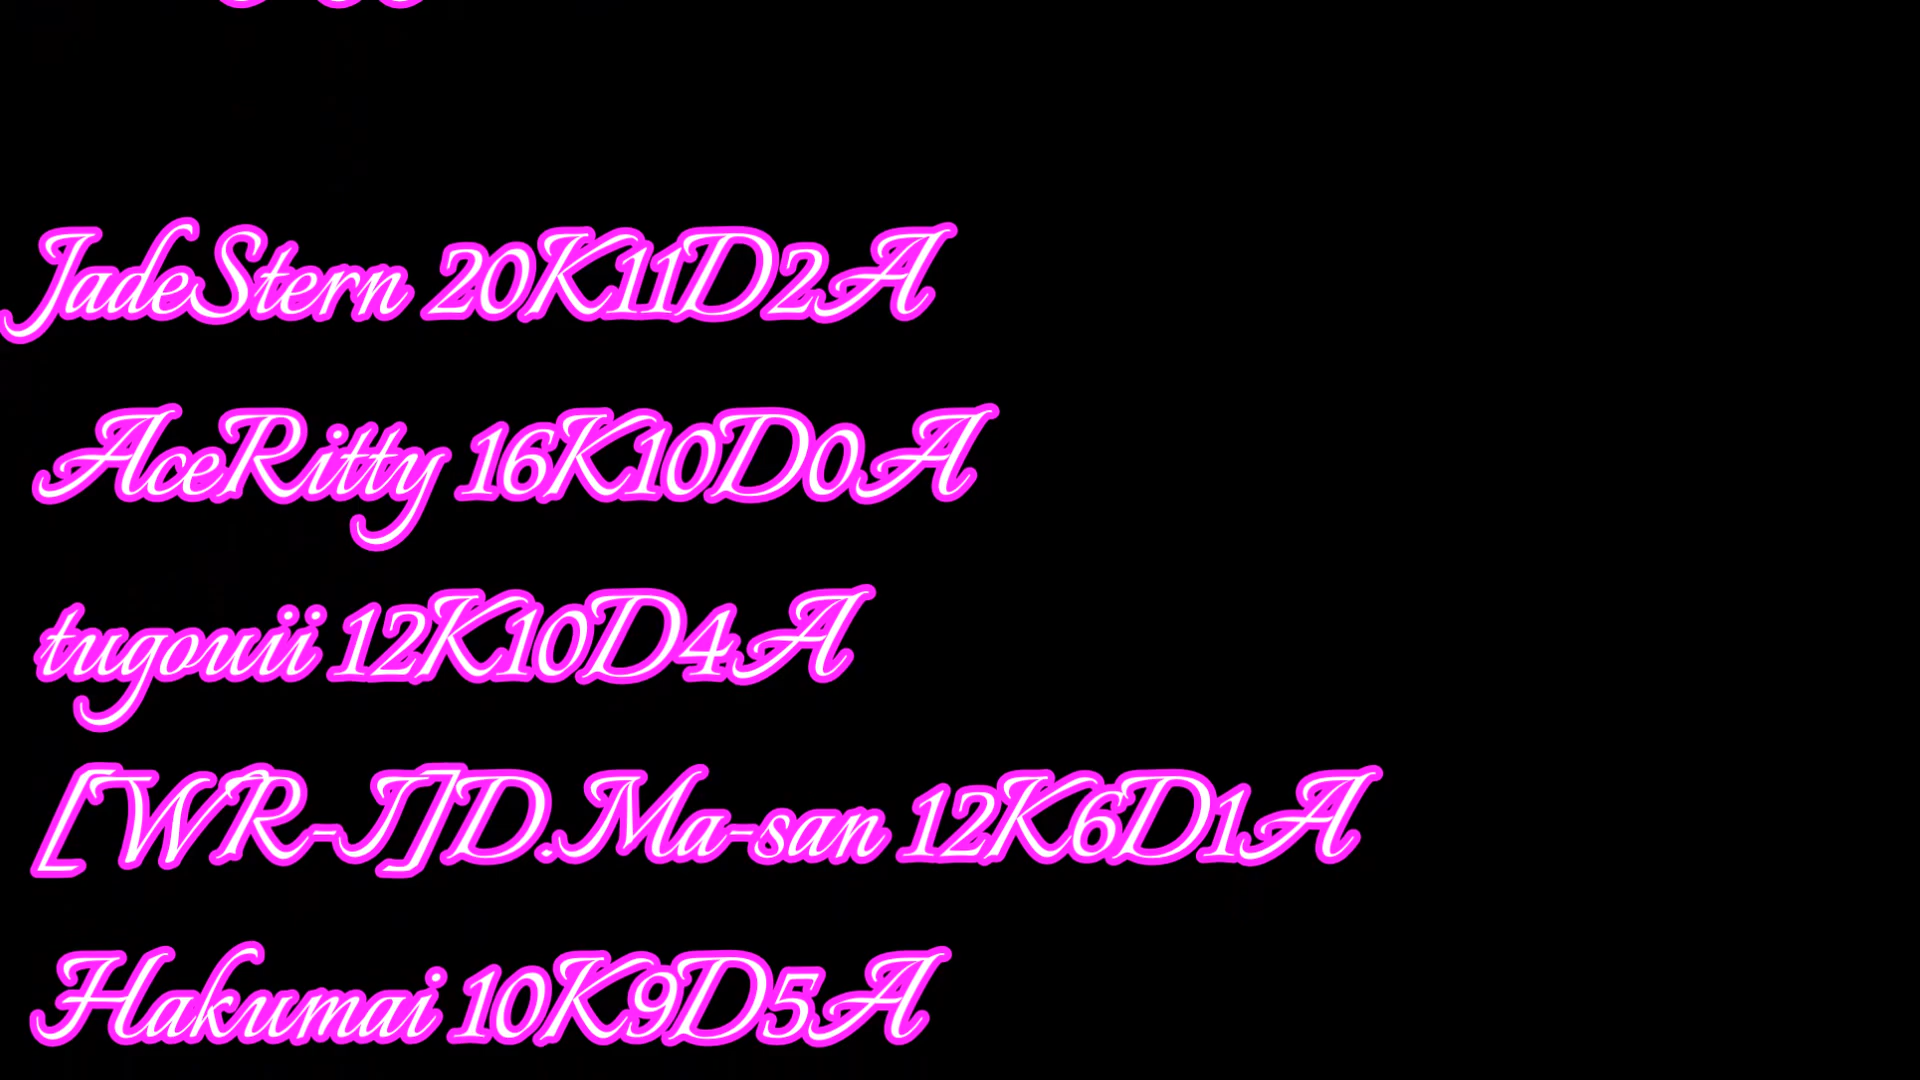 JadeStern 20K11D2A
AceRitty 16K10D0A
tugouii 12K10D4A
[WR-J]D.Ma-san 12K6D1A
Hakumai 10K9D5A